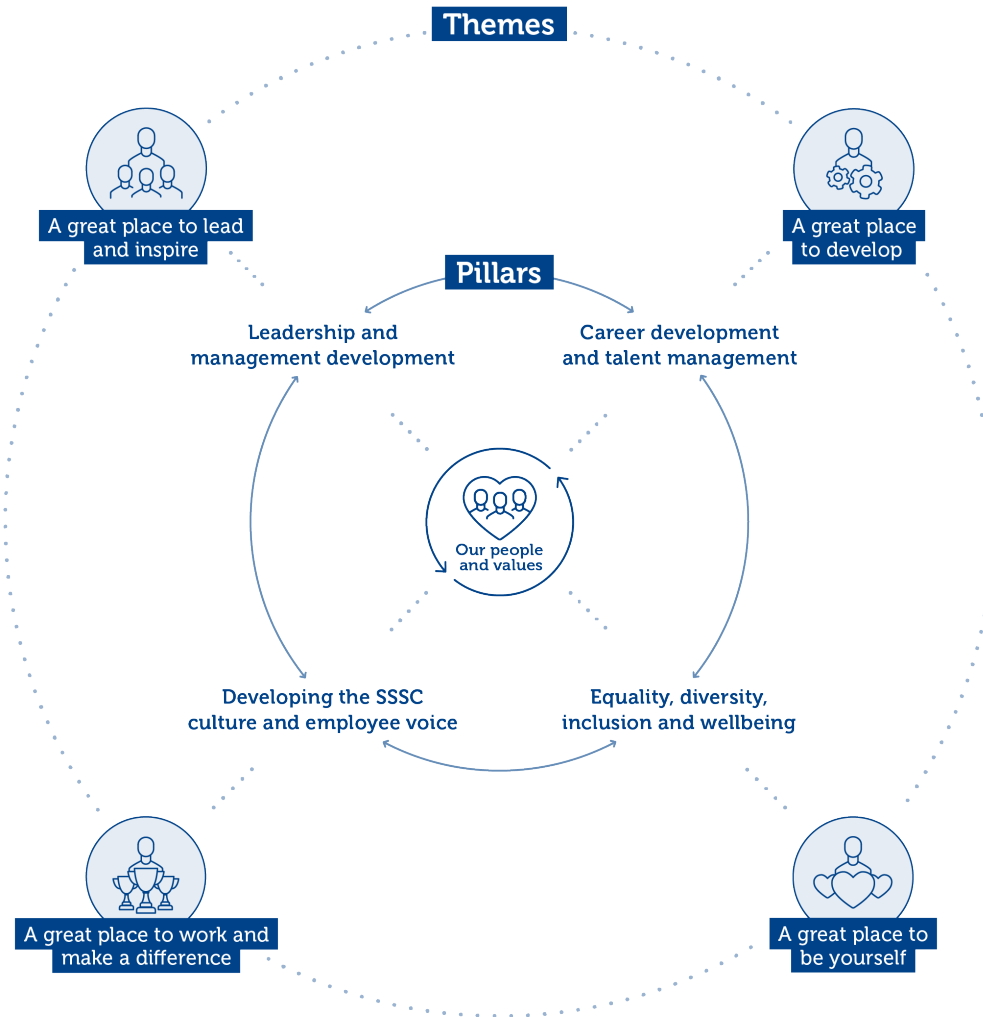 Themes
A great place to lead
and inspire
A great place
to develop
Pillars
Leadership and
management development
Career development
and talent management
Our people
and values
Developing the SSSC
culture and employee voice
Equality, diversity,
inclusion and wellbeing
A great place to work and
make a difference
A great place to
be yourself